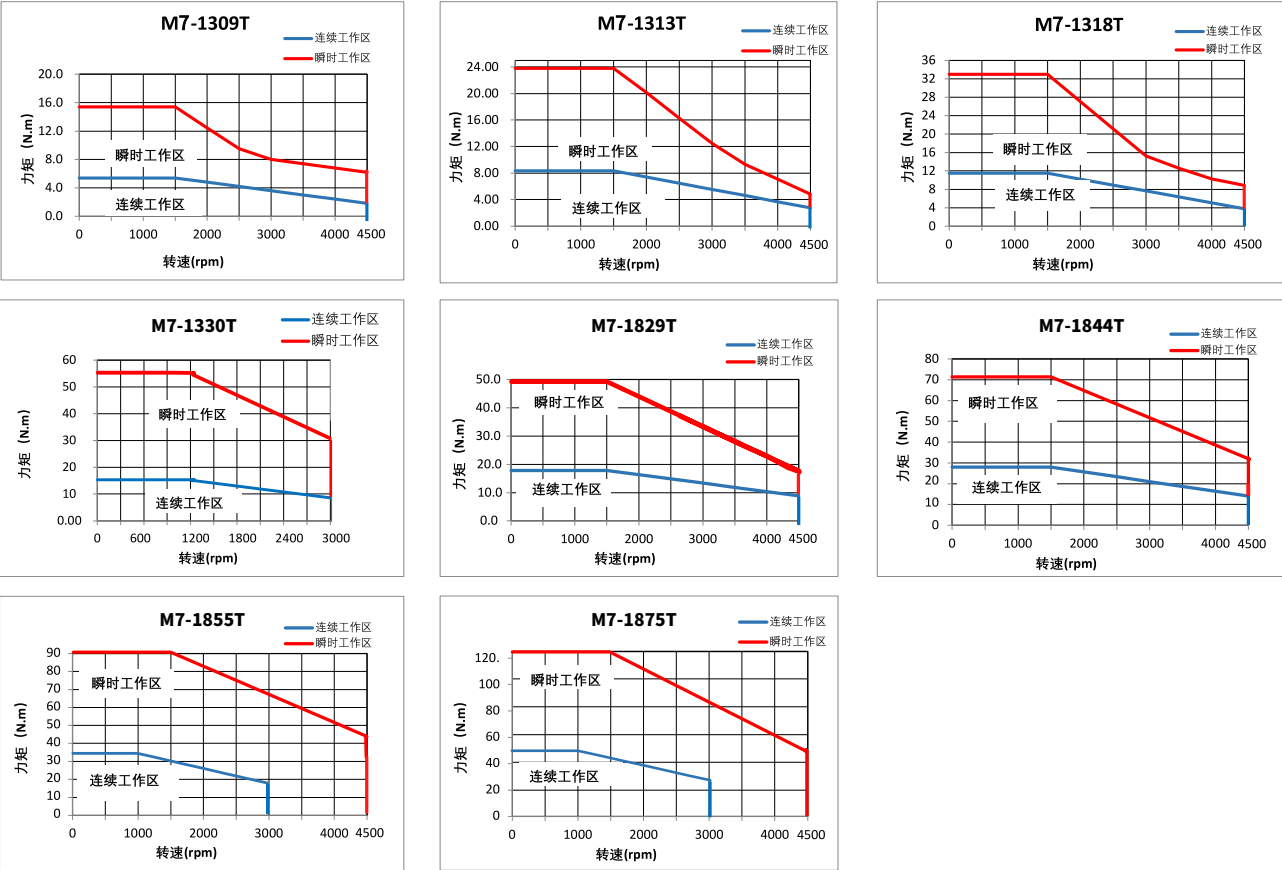 M7-1309T
连续工作区
瞬时工作区
力矩 (N.m)
20.0
16.0
12.0
8.0
4.0
0.0
瞬时工作区
连续工作区
0 1000 2000 3000 4000 4500
转速(rpm)
M7-1313T
连续工作区
瞬时工作区
力矩 (N.m)
24.00
20.00
16.00
12.00
8.00
4.00
0.00
瞬时工作区
连续工作区
0 1000 2000 3000 4000 4500
转速(rpm)
M7-1318T
连续工作区
瞬时工作区
力矩 (N.m)
36
32
28
24
20
16
12
8
4
0
瞬时工作区
连续工作区
0 1000 2000 3000 4000 4500
转速(rpm)
M7-1330T
连续工作区
瞬时工作区
力矩 (N.m)
60
50
40
30
20
10
0.00
瞬时工作区
连续工作区
0 600 1200 1800 2400 3000
转速(rpm)
M7-1829T
连续工作区
瞬时工作区
力矩 (N.m)
50.0
40.0
30.0
20.0
10.0
0.0
瞬时工作区
连续工作区
0 1000 2000 3000 4000 4500
转速(rpm)
M7-1844T
连续工作区
瞬时工作区
力矩 (N.m)
80
70
60
50
40
30
20
10
0
瞬时工作区
连续工作区
0 1000 2000 3000 4000 4500
转速(rpm)
M7-1855T
连续工作区
瞬时工作区
力矩 (N.m)
90
80
70
60
50
40
30
20
10
0
瞬时工作区
连续工作区
0 1000 2000 3000 4000 4500
转速(rpm)
M7-1875T
连续工作区
瞬时工作区
力矩 (N.m)
120.
100
80
60
40
20
0
瞬时工作区
连续工作区
0 1000 2000 3000 4000 4500
转速(rpm)